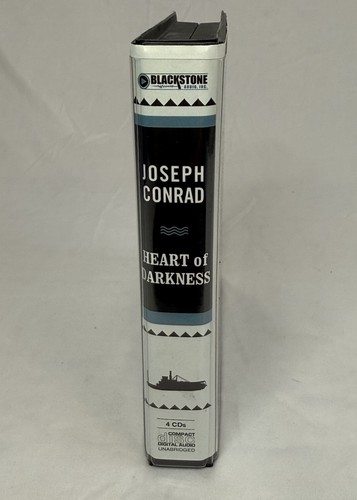 BLACKSTONE
AUDIO, INC.
JOSEPH
CONRAD
HEART of
DARKNESS
4 CDs
COMPACT
disc
DIGITAL AUDIO
UNABRIDGED